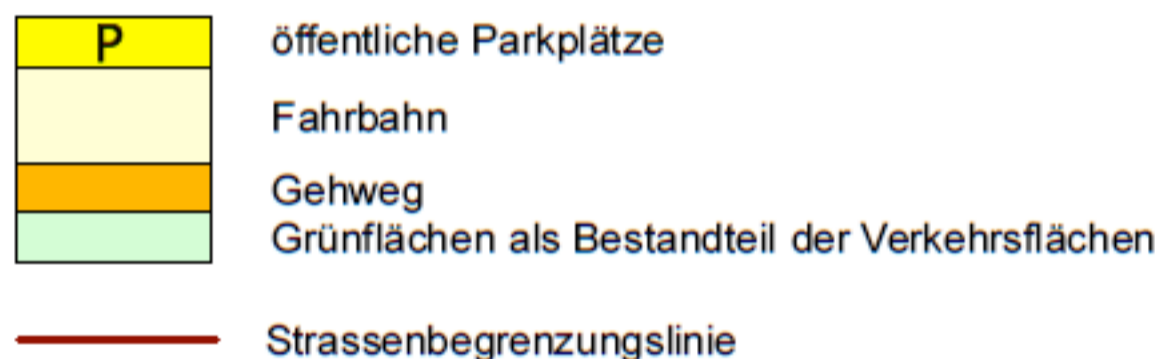 P öffentliche Parkplätze
Fahrbahn
Gehweg
Grünflächen als Bestandteil der Verkehrsflächen
Strassenbegrenzungslinie